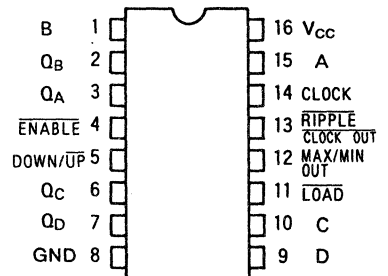 B 1 16 VCC
QB 2 15 A
QA 3 14 CLOCK
ENABLE 4 13 RIPPLE
CLOCK OUT
DOWN/UP 5 12 MAX/MIN
OUT
QC 6 11 LOAD
QD 7 10 C
GND 8 9 D